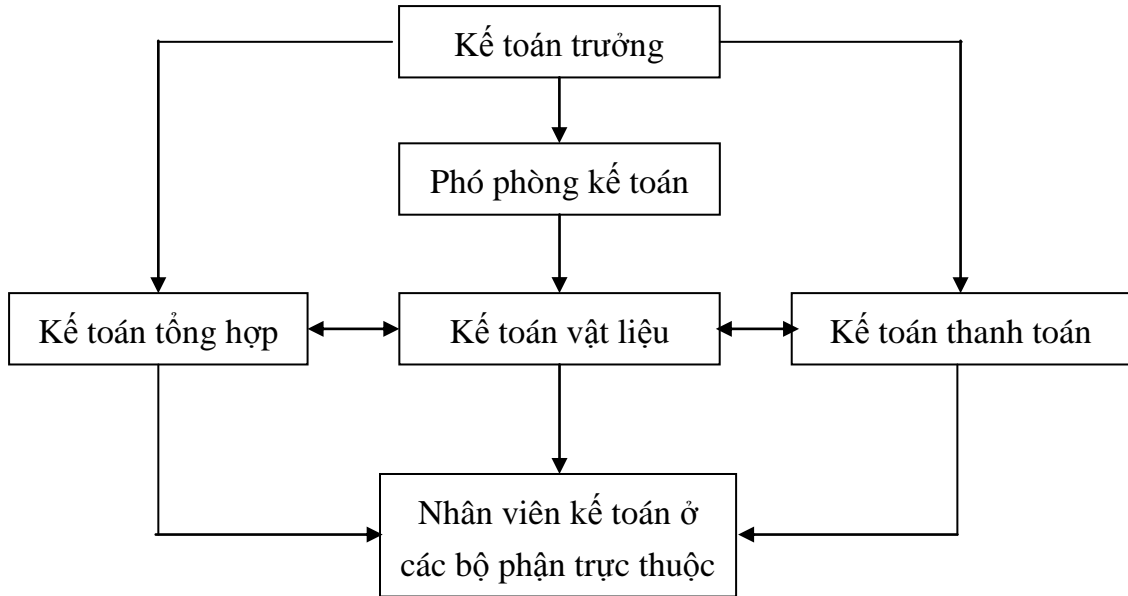 Kế toán trưởng
Phó phòng kế toán
Kế toán tổng hợp
Kế toán vật liệu
Kế toán thanh toán
Nhân viên kế toán ở
các bộ phận trực thuộc